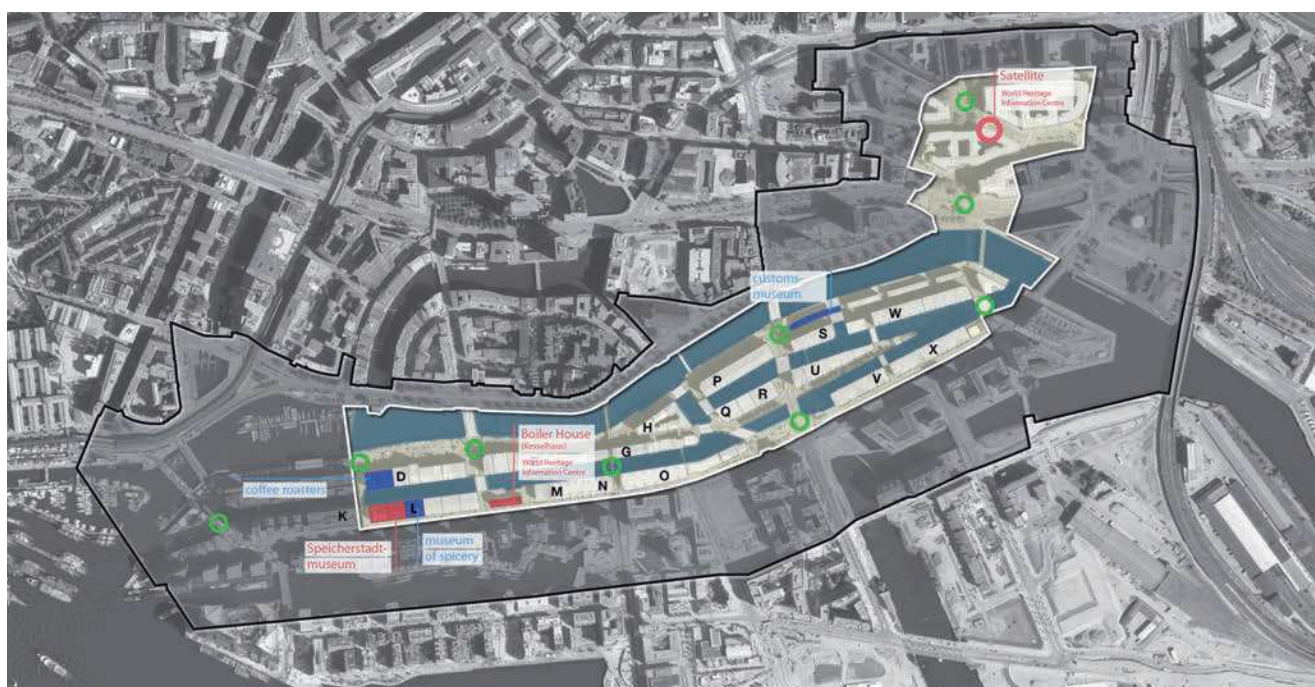 Satellite
World Heritage
Information Centre
customs-
museum
W
S
X
U
V
P
R
Q
H
Boiler House
(Kesselhaus)
World Heritage
Information Centre
G
O
N
M
D
coffee roasters
K
L
Speicherstadt-
museum
museum
of spicery